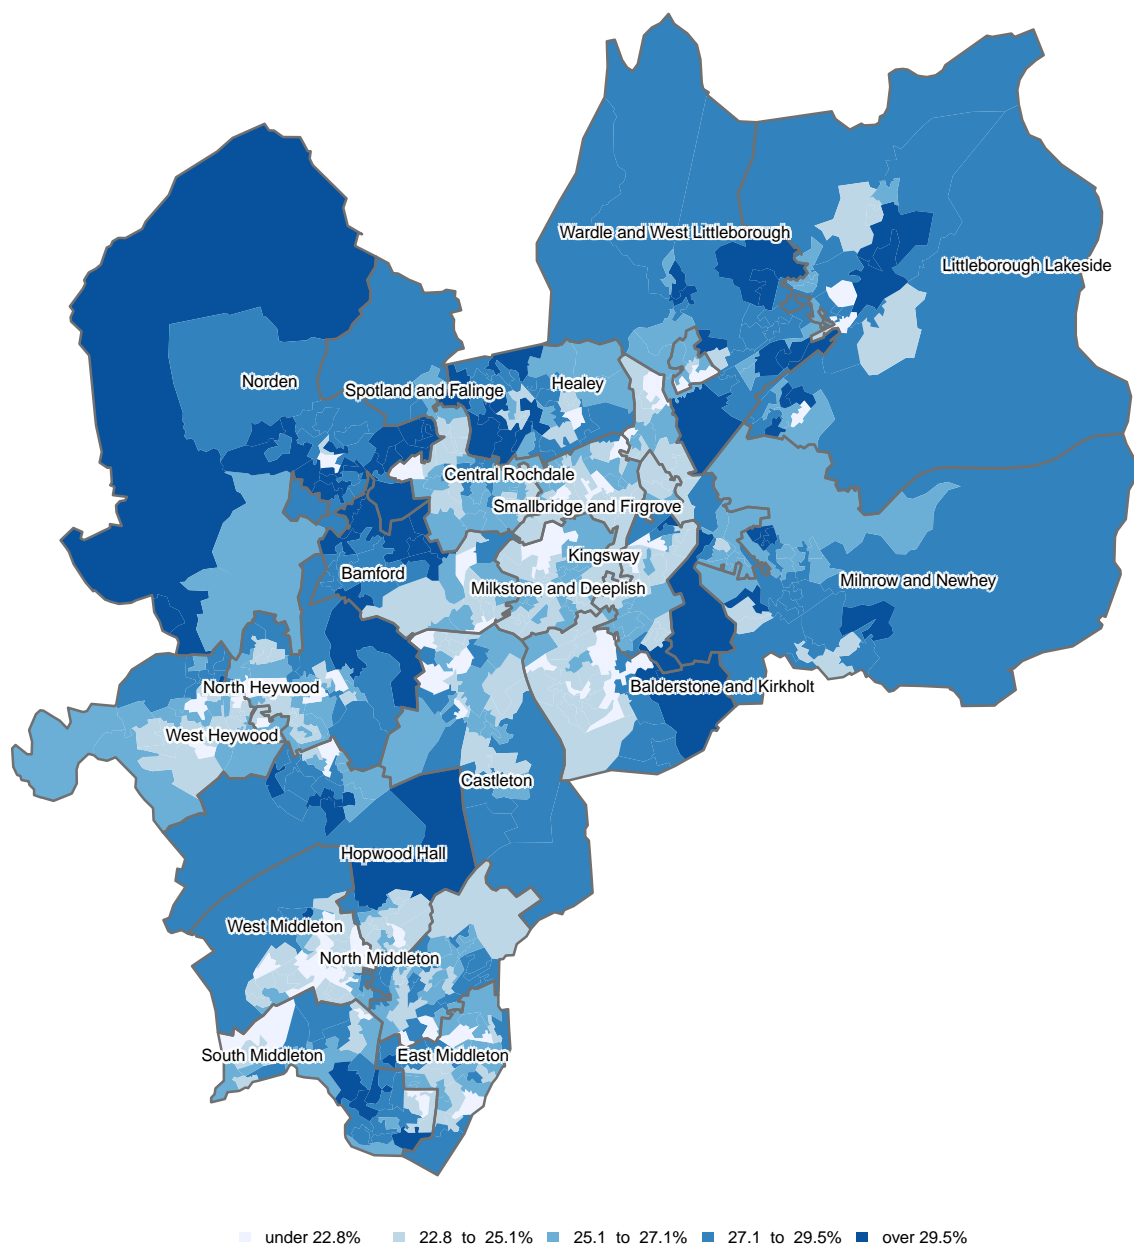 Wardle and West Littleborough
Littleborough Lakeside
Norden
Spotland and Falinge
Healey
Central Rochdale
Smallbridge and Firgrove
Kingsway
Bamford
Milkstone and Deeplish
Milnrow and Newhey
North Heywood
Balderstone and Kirkholt
West Heywood
Castleton
Hopwood Hall
West Middleton
North Middleton
South Middleton
East Middleton
under 22.8%
22.8 to 25.1%
25.1 to 27.1%
27.1 to 29.5%
over 29.5%